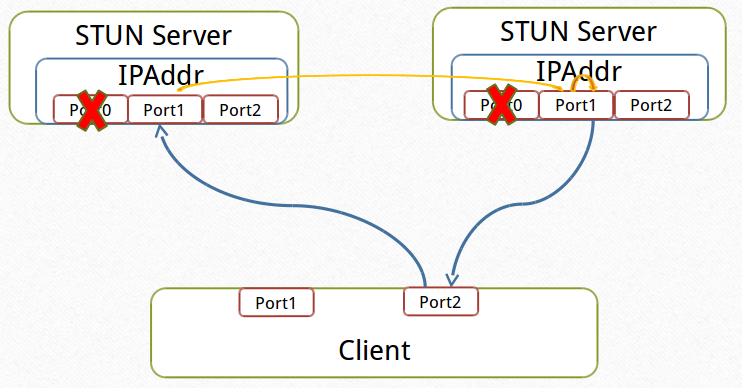 STUN Server
IPAddr
Port0 Port1 Port2
STUN Server
IPAddr
Port0 Port1 Port2
Port1 Port2
Client